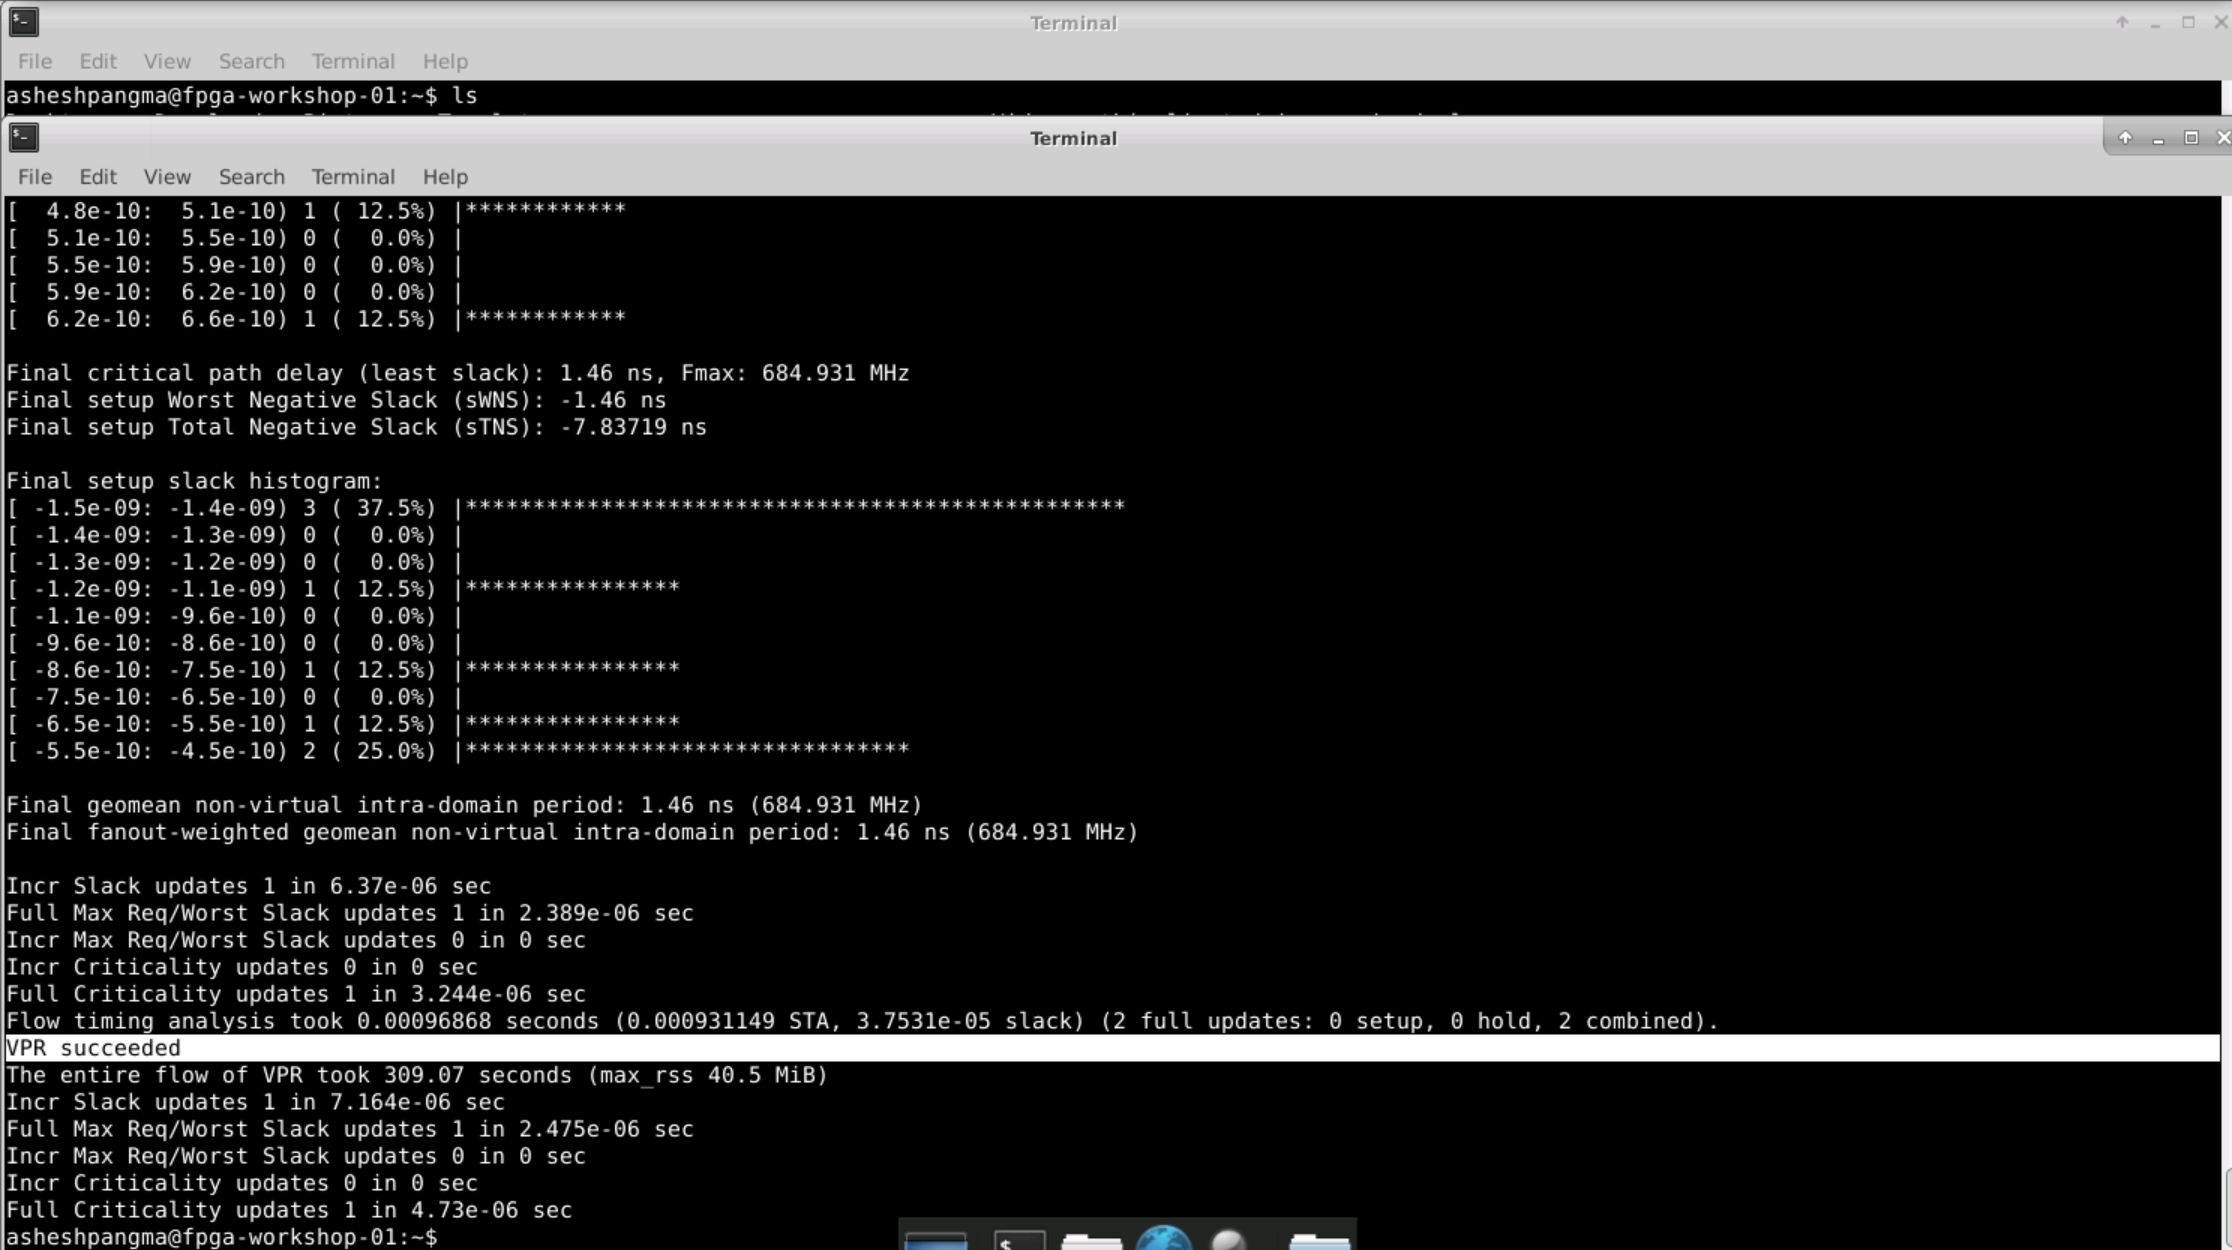 Terminal
File Edit View Search Terminal Help
asheshpangma@fpga-workshop-01:~$ ls
Terminal
File Edit View Search Terminal Help
[  4.8e-10:  5.1e-10) 1 ( 12.5%) |************
[  5.1e-10:  5.5e-10) 0 (  0.0%) |
[  5.5e-10:  5.9e-10) 0 (  0.0%) |
[  5.9e-10:  6.2e-10) 0 (  0.0%) |
[  6.2e-10:  6.6e-10) 1 ( 12.5%) |************
Final critical path delay (least slack): 1.46 ns, Fmax: 684.931 MHz
Final setup Worst Negative Slack (sWNS): -1.46 ns
Final setup Total Negative Slack (sTNS): -7.83719 ns
Final setup slack histogram:
[ -1.5e-09: -1.4e-09) 3 ( 37.5%) |*************************************************
[ -1.4e-09: -1.3e-09) 0 (  0.0%) |
[ -1.3e-09: -1.2e-09) 0 (  0.0%) |
[ -1.2e-09: -1.1e-09) 1 ( 12.5%) |****************
[ -1.1e-09: -9.6e-10) 0 (  0.0%) |
[ -9.6e-10: -8.6e-10) 0 (  0.0%) |
[ -8.6e-10: -7.5e-10) 1 ( 12.5%) |****************
[ -7.5e-10: -6.5e-10) 0 (  0.0%) |
[ -6.5e-10: -5.5e-10) 1 ( 12.5%) |****************
[ -5.5e-10: -4.5e-10) 2 ( 25.0%) |*********************************
Final geomean non-virtual intra-domain period: 1.46 ns (684.931 MHz)
Final fanout-weighted geomean non-virtual intra-domain period: 1.46 ns (684.931 MHz)
Incr Slack updates 1 in 6.37e-06 sec
Full Max Req/Worst Slack updates 1 in 2.389e-06 sec
Incr Max Req/Worst Slack updates 0 in 0 sec
Incr Criticality updates 0 in 0 sec
Full Criticality updates 1 in 3.244e-06 sec
Flow timing analysis took 0.00096868 seconds (0.000931149 STA, 3.7531e-05 slack) (2 full updates: 0 setup, 0 hold, 2 combined).
VPR succeeded
The entire flow of VPR took 309.07 seconds (max_rss 40.5 MiB)
Incr Slack updates 1 in 7.164e-06 sec
Full Max Req/Worst Slack updates 1 in 2.475e-06 sec
Incr Max Req/Worst Slack updates 0 in 0 sec
Incr Criticality updates 0 in 0 sec
Full Criticality updates 1 in 4.73e-06 sec
asheshpangma@fpga-workshop-01:~$